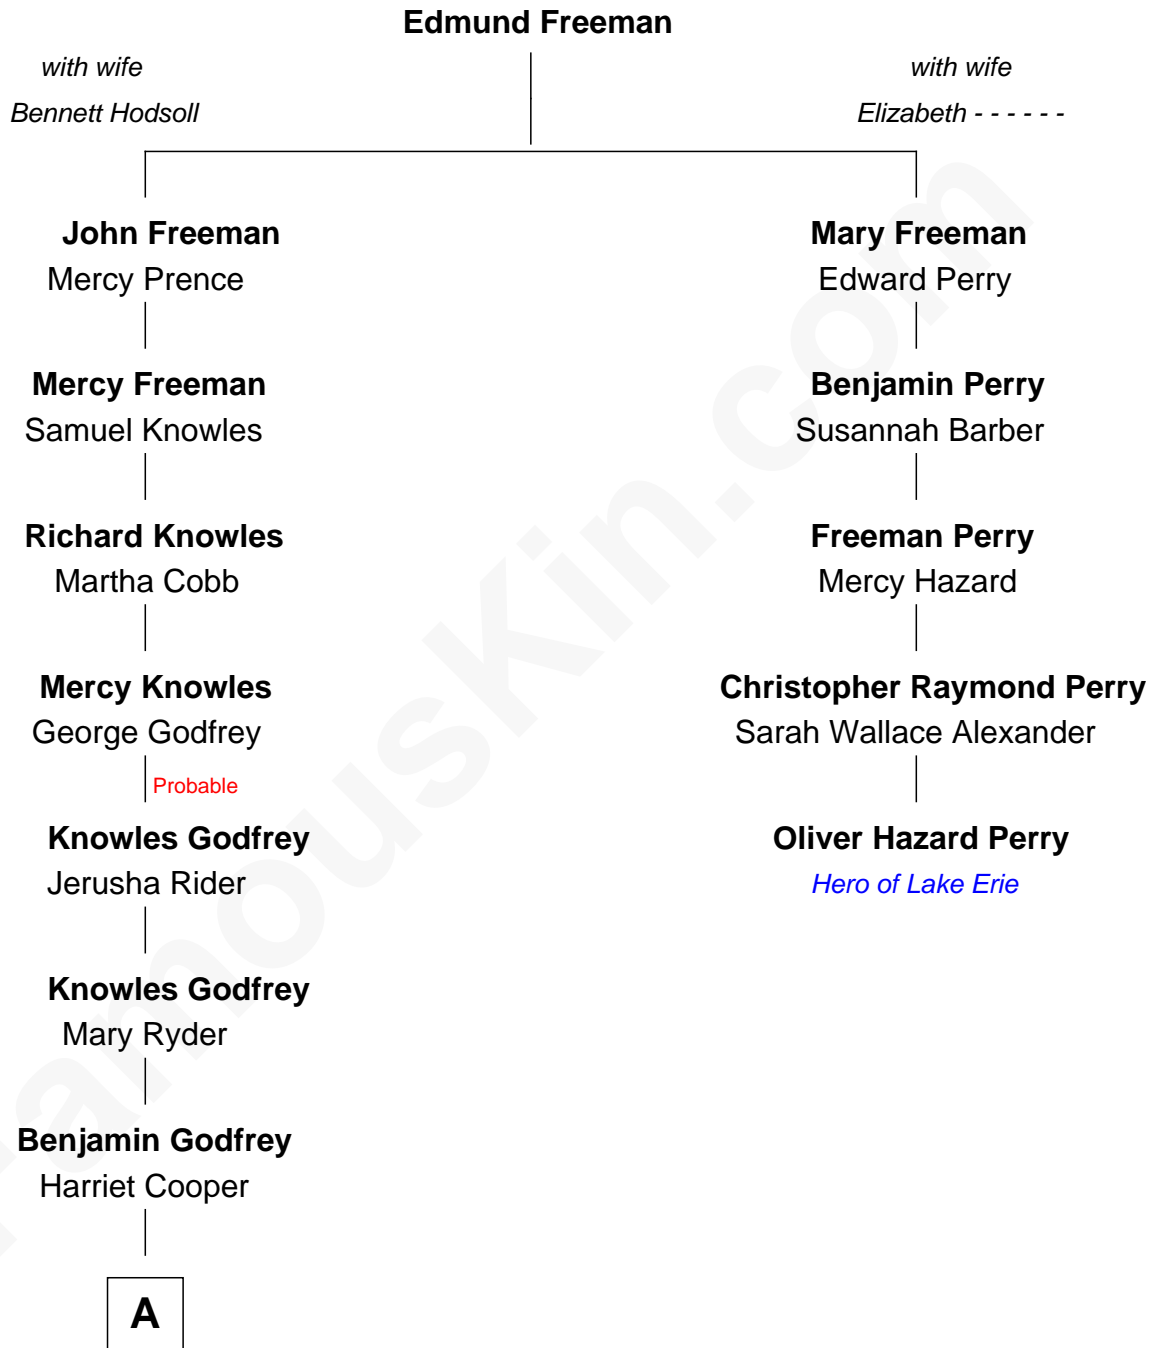 Edmund Freeman
with wife
Bennett Hodsoll
with wife
Elizabeth - - - - - -
John Freeman
Mercy Prence
Mary Freeman
Edward Perry
Mercy Freeman
Samuel Knowles
Benjamin Perry
Susannah Barber
Richard Knowles
Martha Cobb
Freeman Perry
Mercy Hazard
Mercy Knowles
George Godfrey
Christopher Raymond Perry
Sarah Wallace Alexander
Probable
Knowles Godfrey
Jerusha Rider
Oliver Hazard Perry
Hero of Lake Erie
Knowles Godfrey
Mary Ryder
Benjamin Godfrey
Harriet Cooper
A
FamousKin.com